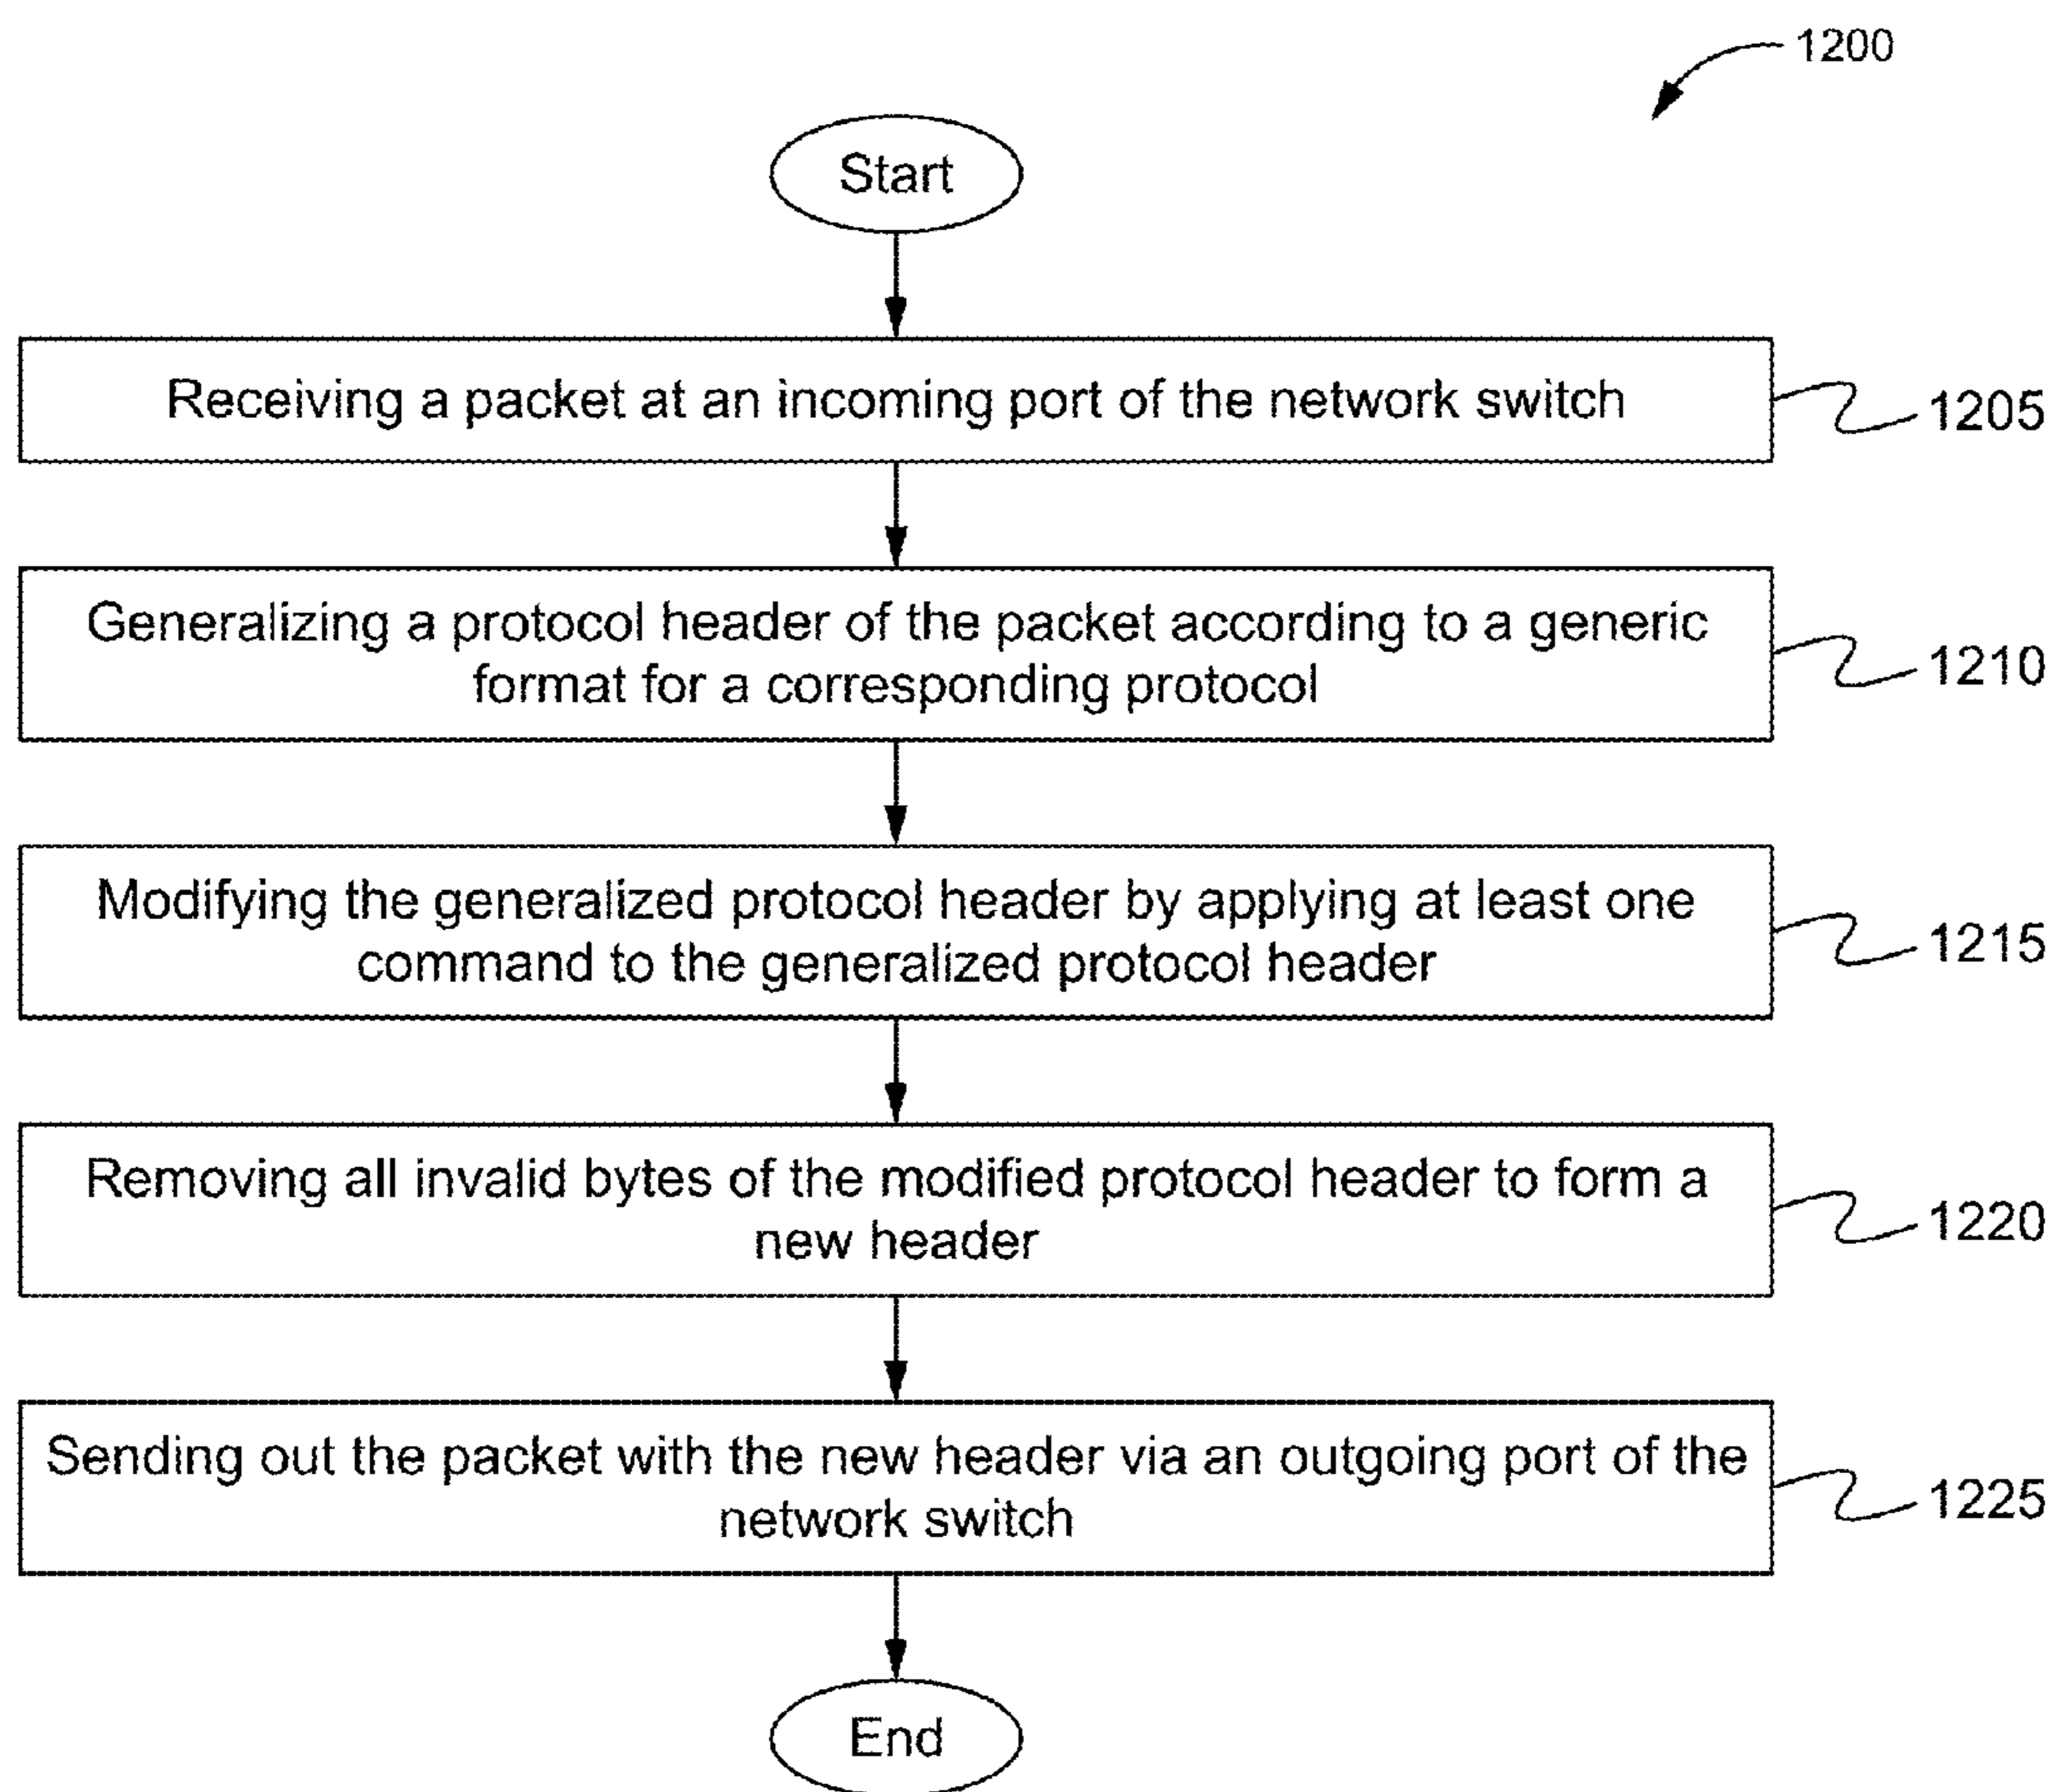 1200
Start
Receiving a packet at an incoming port of the network switch
1205
Generalizing a protocol header of the packet according to a generic
format for a corresponding protocol
1210
Modifying the generalized protocol header by applying at least one
command to the generalized protocol header
1215
Removing all invalid bytes of the modified protocol header to form a
new header
1220
Sending out the packet with the new header via an outgoing port of the
network switch
1225
End